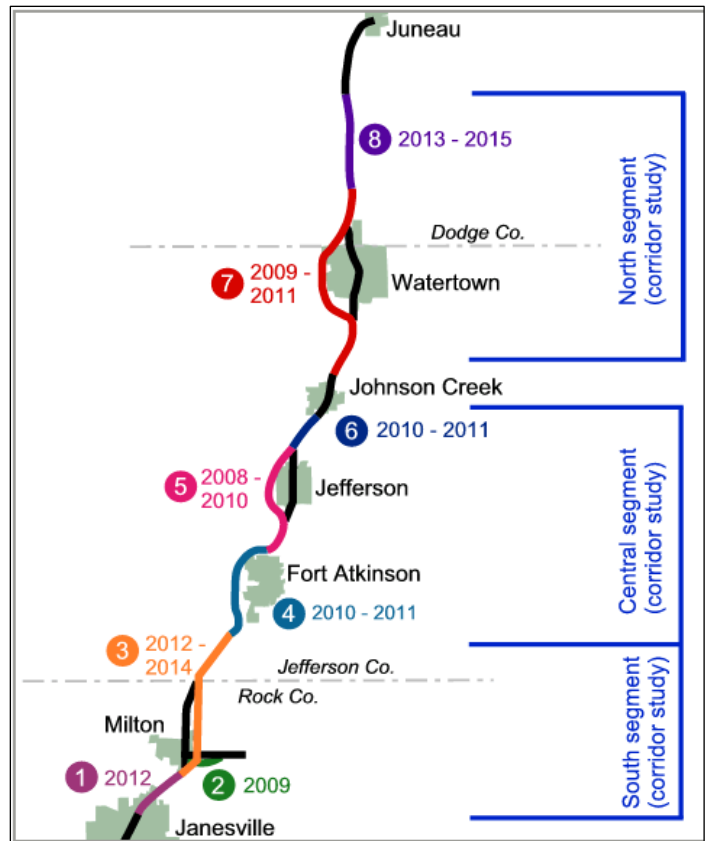 Juneau
8 2013 - 2015
Dodge Co.
7 2009 -
2011
Watertown
North segment
(corridor study)
Johnson Creek
6 2010 - 2011
5 2008 -
2010
Jefferson
Central segment
(corridor study)
Fort Atkinson
4 2010 - 2011
3 2012 -
2014
Jefferson Co.
Rock Co.
Milton
1 2012
2 2009
South segment
(corridor study)
Janesville